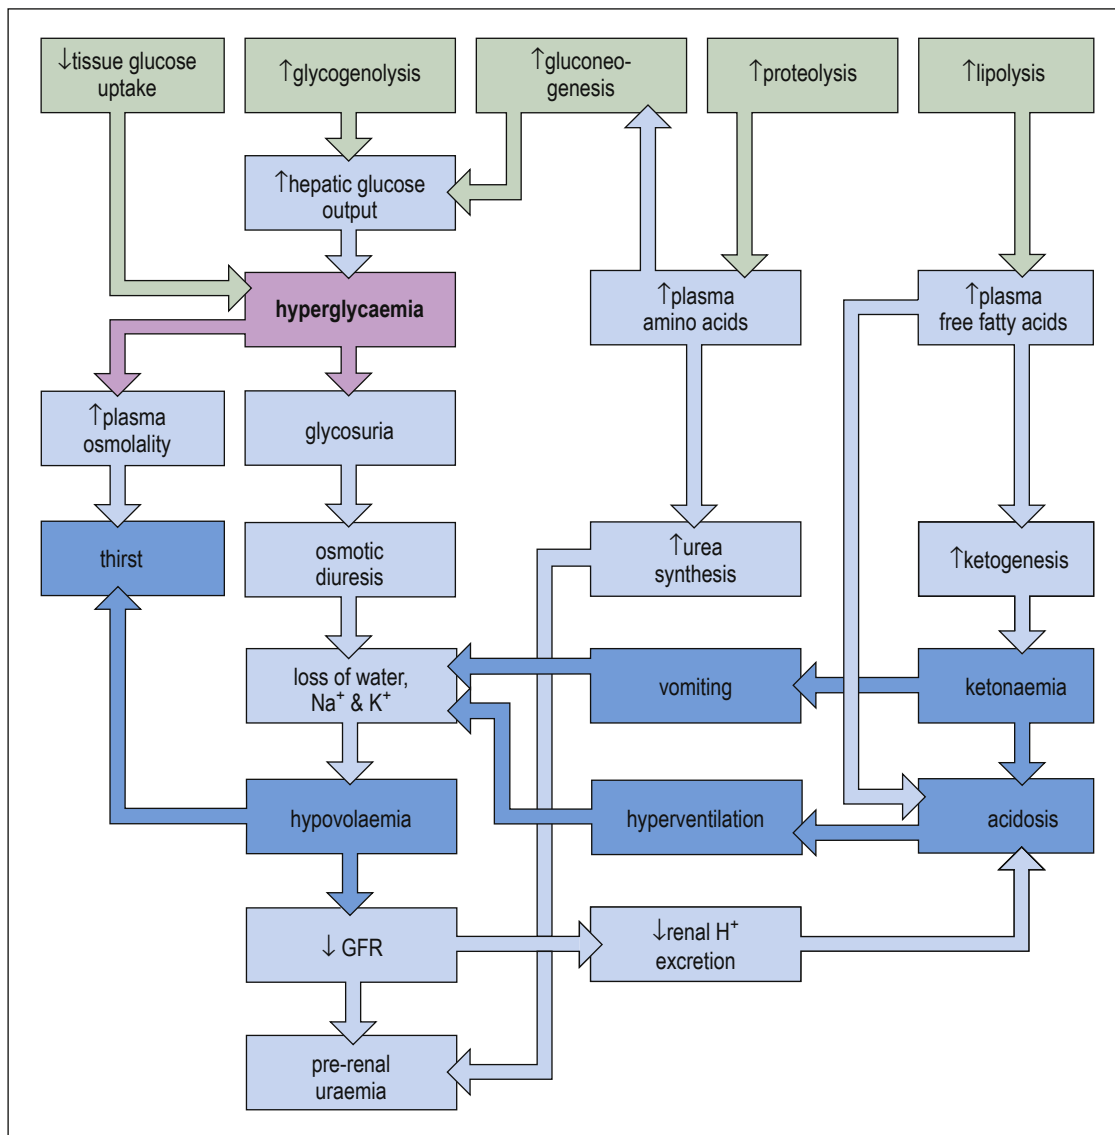 ↓tissue glucose
uptake
↑glycogenolysis
↑gluconeo-
genesis
↑proteolysis
↑lipolysis
↑hepatic glucose
output
hyperglycaemia
↑plasma
amino acids
↑plasma
free fatty acids
↑plasma
osmolality
glycosuria
thirst
osmotic
diuresis
↑urea
synthesis
↑ketogenesis
loss of water,
Na⁺ & K⁺
vomiting
ketonaemia
hypovolaemia
hyperventilation
acidosis
↓ GFR
↓renal H⁺
excretion
pre-renal
uraemia